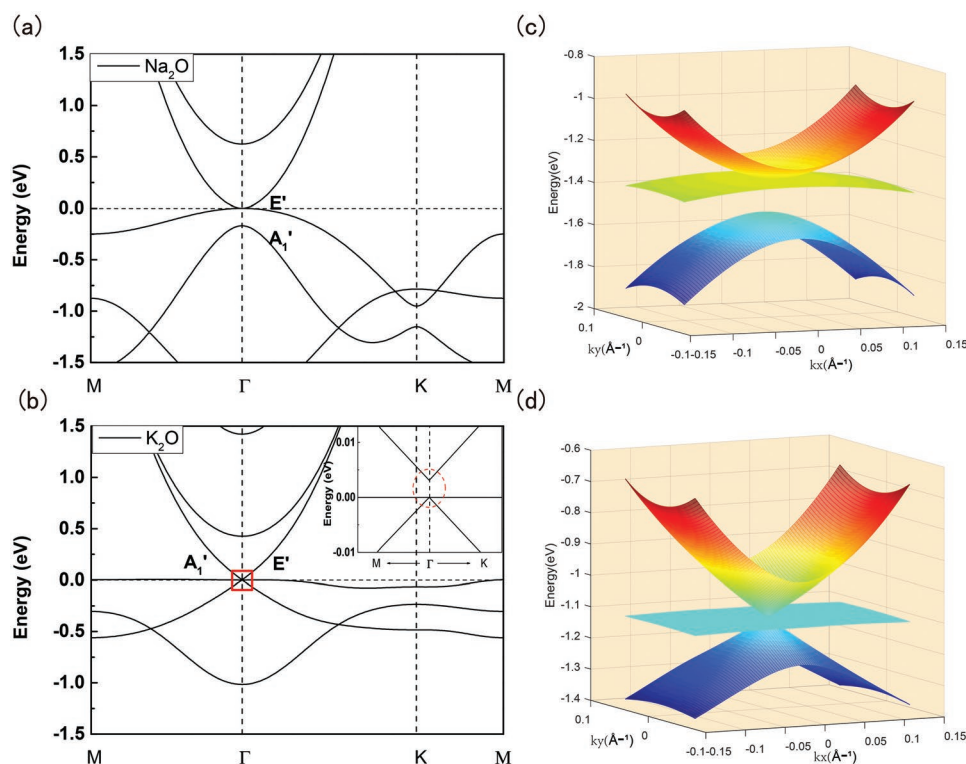 (a)
1.5
1.0
0.5
0.0
-0.5
-1.0
-1.5
Energy (eV)
Na₂O
E'
A₁'
M Γ K M
(c)
-0.8
-1
-1.2
-1.4
-1.6
-1.8
-2
Energy(eV)
0.1 0 -0.1
ky(Å⁻¹)
-0.15 -0.1 -0.05 0 0.05 0.1 0.15
kx(Å⁻¹)
(b)
1.5
1.0
0.5
0.0
-0.5
-1.0
-1.5
Energy (eV)
K₂O
A₁' E'
0.01
0.00
-0.01
Energy (eV)
M Γ K
M Γ K M
(d)
-0.6
-0.7
-0.8
-0.9
-1
-1.1
-1.2
-1.3
-1.4
Energy(eV)
0.1 0 -0.1
ky(Å⁻¹)
-0.15 -0.1 -0.05 0 0.05 0.1 0.15
kx(Å⁻¹)